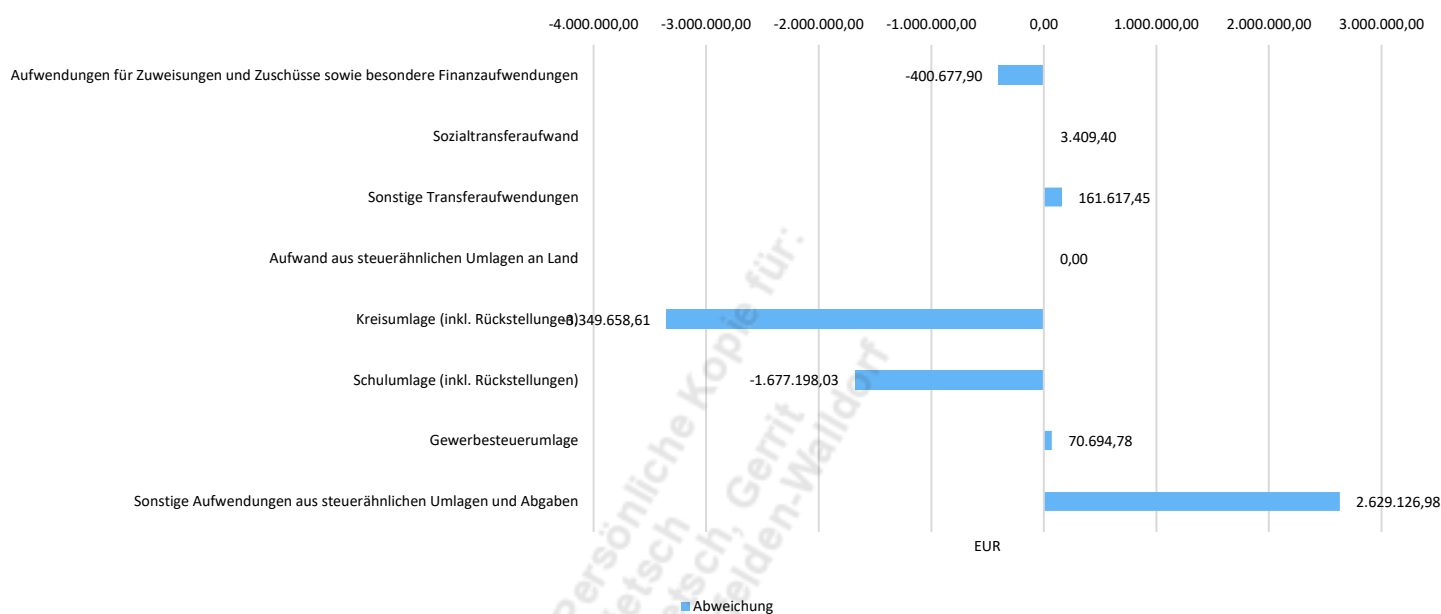 -4.000.000,00 -3.000.000,00 -2.000.000,00 -1.000.000,00 0,00 1.000.000,00 2.000.000,00 3.000.000,00
Aufwendungen für Zuweisungen und Zuschüsse sowie besondere Finanzaufwendungen -400.677,90
Sozialtransferaufwand 3.409,40
Sonstige Transferaufwendungen 161.617,45
Aufwand aus steuerähnlichen Umlagen an Land 0,00
Kreisumlage (inkl. Rückstellungen) -3.349.658,61
Schulumlage (inkl. Rückstellungen) -1.677.198,03
Gewerbesteuerumlage 70.694,78
Sonstige Aufwendungen aus steuerähnlichen Umlagen und Abgaben 2.629.126,98
EUR
Abweichung
Persönliche Kopie für:
Gerrit